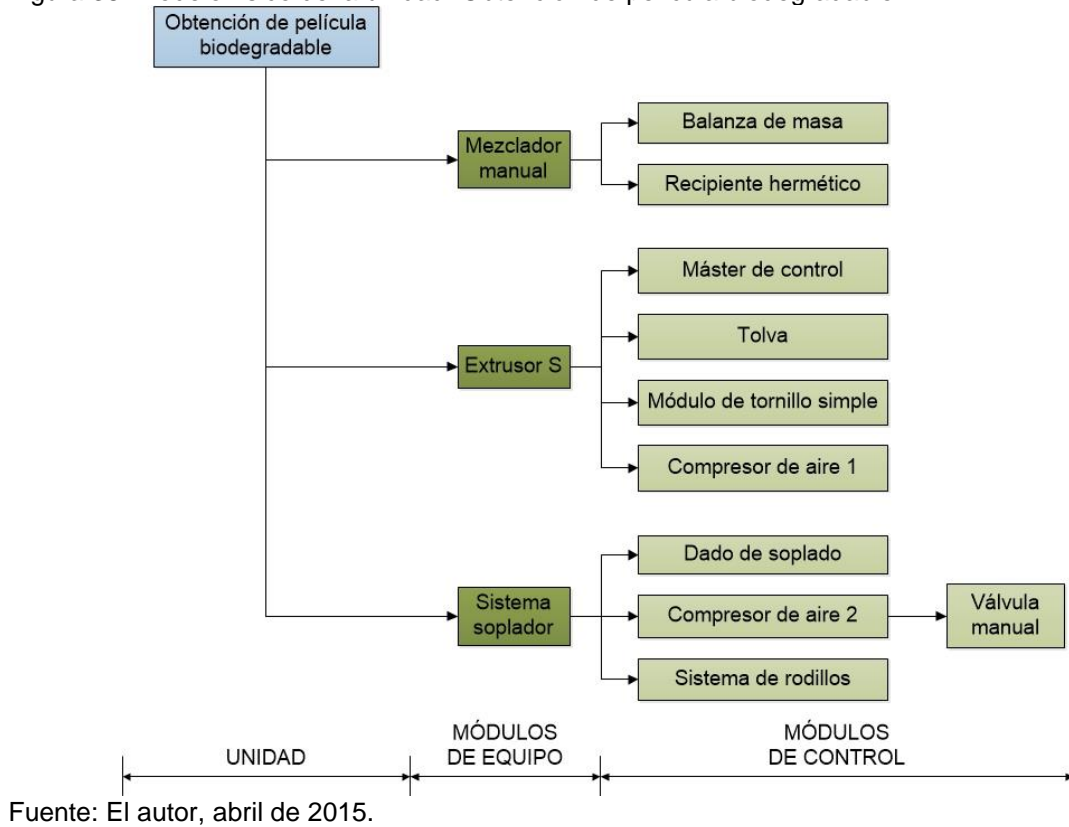 Obtención de película
biodegradable
Mezclador
manual
Balanza de masa
Recipiente hermético
Extrusor S
Máster de control
Tolva
Módulo de tornillo simple
Compresor de aire 1
Sistema
soplador
Dado de soplado
Compresor de aire 2
Válvula
manual
Sistema de rodillos
UNIDAD
MÓDULOS
DE EQUIPO
MÓDULOS
DE CONTROL
Fuente: El autor, abril de 2015.